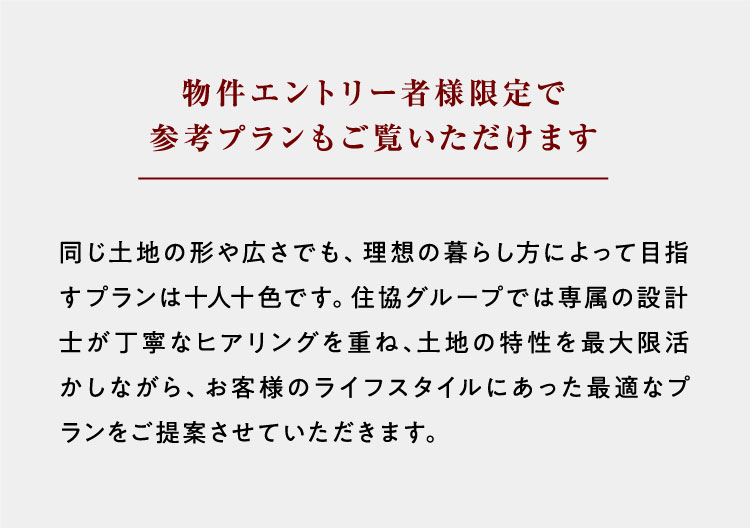 物件エントリー者様限定で
参考プランもご覧いただけます
同じ土地の形や広さでも、理想の暮らし方によって目指
すプランは十人十色です。住協グループでは専属の設計
士が丁寧なヒアリングを重ね、土地の特性を最大限活
かしながら、お客様のライフスタイルにあった最適なプ
ランをご提案させていただきます。